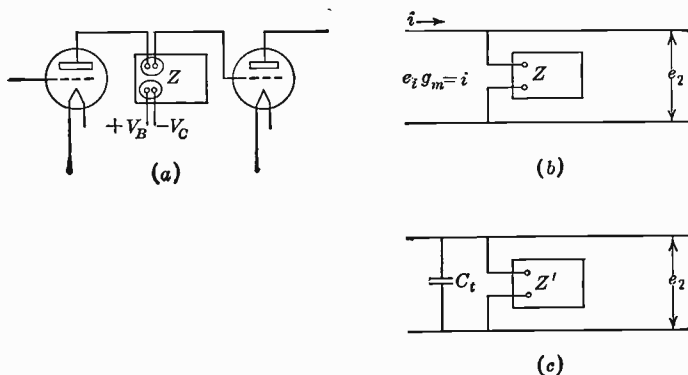 Z
+V_B -V_C
(a)
i
e_i g_m = i
Z
e_2
(b)
C_t
Z'
e_2
(c)